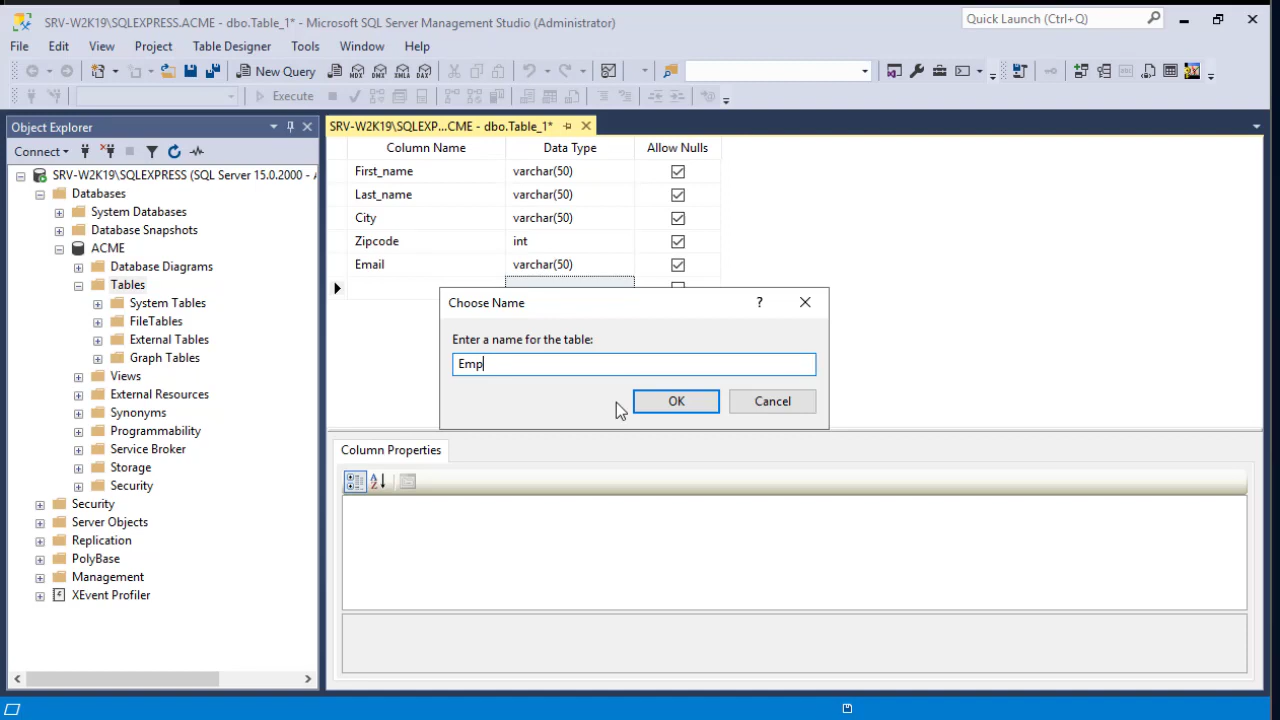 SRV-W2K19\SQLEXPRESS.ACME - dbo.Table_1* - Microsoft SQL Server Management Studio (Administrator)
Quick Launch (Ctrl+Q)
File Edit View Project Table Designer Tools Window Help
New Query
MDX DMX XMLA DAX
Execute
Object Explorer
SRV-W2K19\SQLEXP...CME - dbo.Table_1*
Connect
Column Name Data Type Allow Nulls
First_name varchar(50)
Last_name varchar(50)
City varchar(50)
Zipcode int
Email varchar(50)
SRV-W2K19\SQLEXPRESS (SQL Server 15.0.2000 -
Databases
System Databases
Database Snapshots
ACME
Database Diagrams
Tables
System Tables
FileTables
External Tables
Graph Tables
Views
External Resources
Synonyms
Programmability
Service Broker
Storage
Security
Security
Server Objects
Replication
PolyBase
Management
XEvent Profiler
Choose Name
?
Enter a name for the table:
Emp
OK Cancel
Column Properties